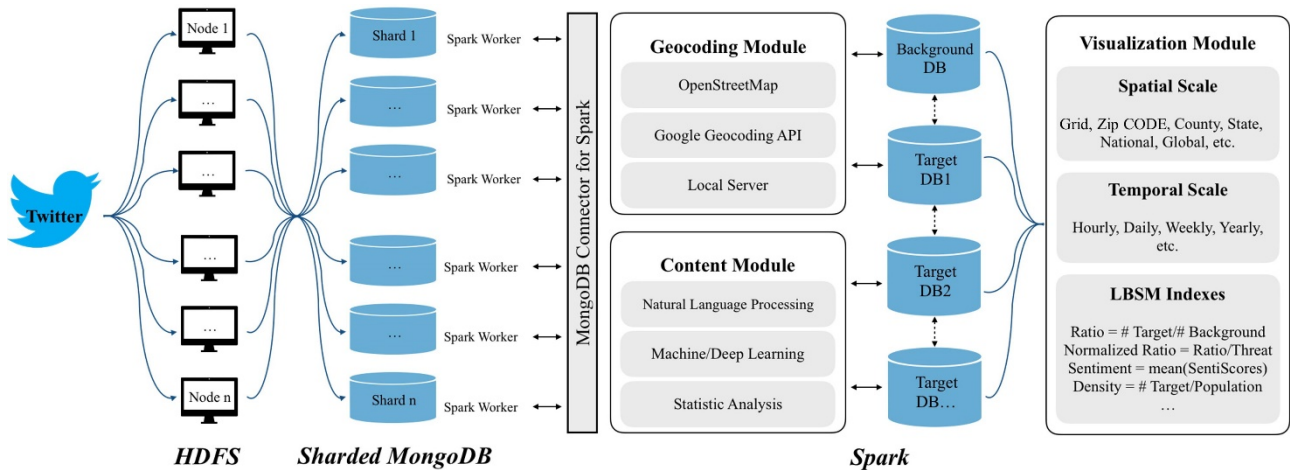 Twitter
Node 1
…
…
…
…
Node n
HDFS
Shard 1
…
…
…
…
Shard n
Sharded MongoDB
Spark Worker
Spark Worker
Spark Worker
Spark Worker
Spark Worker
Spark Worker
MongoDB Connector for Spark
Geocoding Module
OpenStreetMap
Google Geocoding API
Local Server
Content Module
Natural Language Processing
Machine/Deep Learning
Statistic Analysis
Background
DB
Target
DB1
Target
DB2
Target
DB…
Spark
Visualization Module
Spatial Scale
Grid, Zip CODE, County, State,
National, Global, etc.
Temporal Scale
Hourly, Daily, Weekly, Yearly,
etc.
LBSM Indexes
Ratio = # Target/# Background
Normalized Ratio = Ratio/Threat
Sentiment = mean(SentiScores)
Density = # Target/Population
…